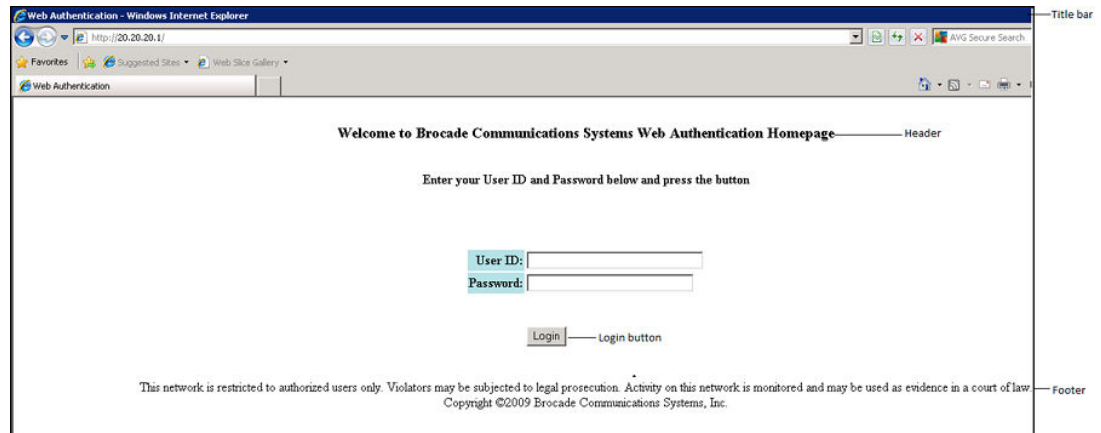 Web Authentication - Windows Internet Explorer
Title bar
http://20.20.20.1/
AVG Secure Search
Favorites
Suggested Sites
Web Slice Gallery
Web Authentication
Welcome to Brocade Communications Systems Web Authentication Homepage
Header
Enter your User ID and Password below and press the button
User ID:
Password:
Login
Login button
This network is restricted to authorized users only. Violators may be subjected to legal prosecution. Activity on this network is monitored and may be used as evidence in a court of law.
Footer
Copyright ©2009 Brocade Communications Systems, Inc.